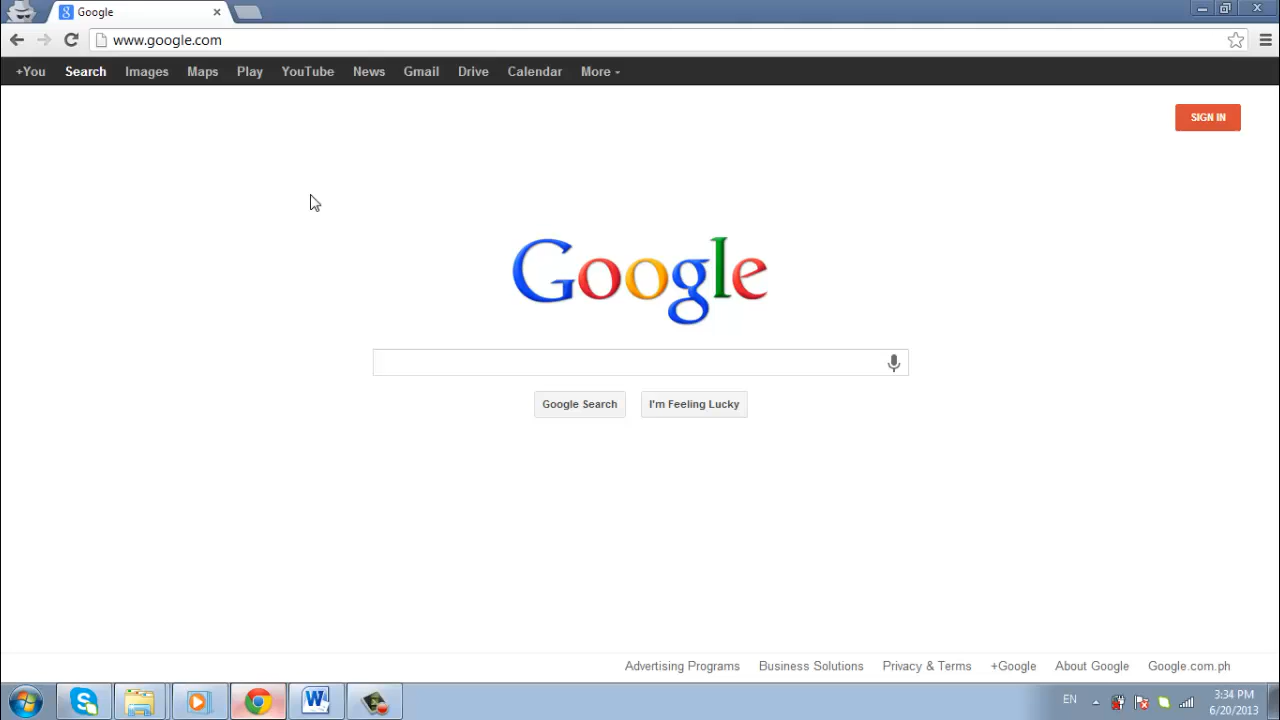 Google
www.google.com
+You Search Images Maps Play YouTube News Gmail Drive Calendar More
SIGN IN
Google
Google Search I'm Feeling Lucky
Advertising Programs Business Solutions Privacy & Terms +Google About Google Google.com.ph
EN 3:34 PM
6/20/2013